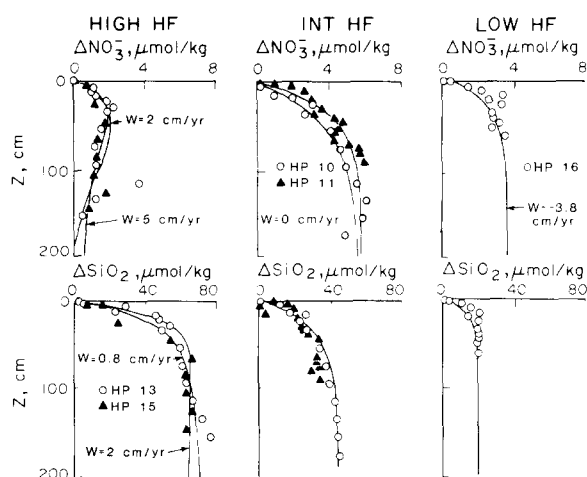 HIGH HF INT HF LOW HF
ΔNO₃⁻, μmol/kg ΔNO₃⁻, μmol/kg ΔNO₃⁻, μmol/kg
0 4 8 0 4 8 0 4 8
0
W=2 cm/yr
100
Z, cm
W=5 cm/yr
200
○ HP 10
▲ HP 11
W=0 cm/yr
○HP 16
W--3.8
cm/yr
ΔSiO₂, μmol/kg ΔSiO₂, μmol/kg ΔSiO₂, μmol/kg
0 40 80 0 40 80 0 40 80
0
W=0.8 cm/yr
100
Z, cm
○ HP 13
▲ HP 15
W=2 cm/yr
200